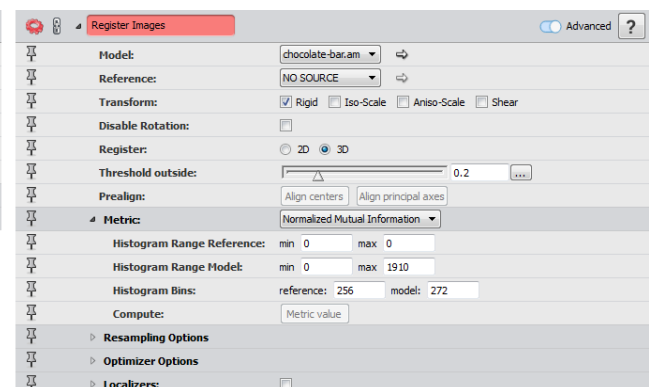 Register Images Advanced ?
Model: chocolate-bar.am
Reference: NO SOURCE
Transform: Rigid Iso-Scale Aniso-Scale Shear
Disable Rotation:
Register: 2D 3D
Threshold outside: 0.2 ...
Prealign: Align centers Align principal axes
Metric: Normalized Mutual Information
Histogram Range Reference: min 0 max 0
Histogram Range Model: min 0 max 1910
Histogram Bins: reference: 256 model: 272
Compute: Metric value
Resampling Options
Optimizer Options
Localizers: